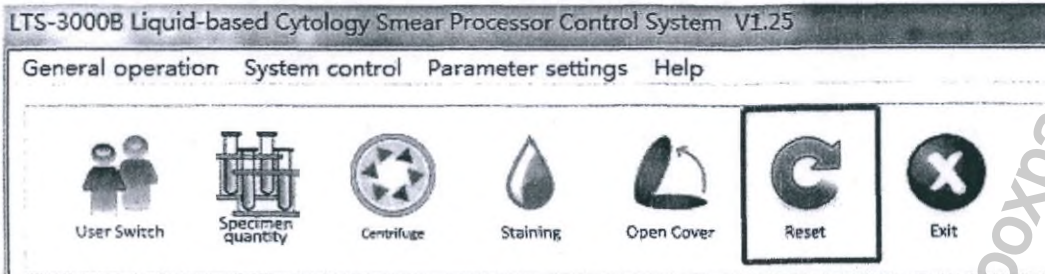 LTS-3000B Liquid-based Cytology Smear Processor Control System V1.25
General operation System control Parameter settings Help
User Switch
Specimen
quantity
Centrifuge
Staining
Open Cover
Reset
Exit